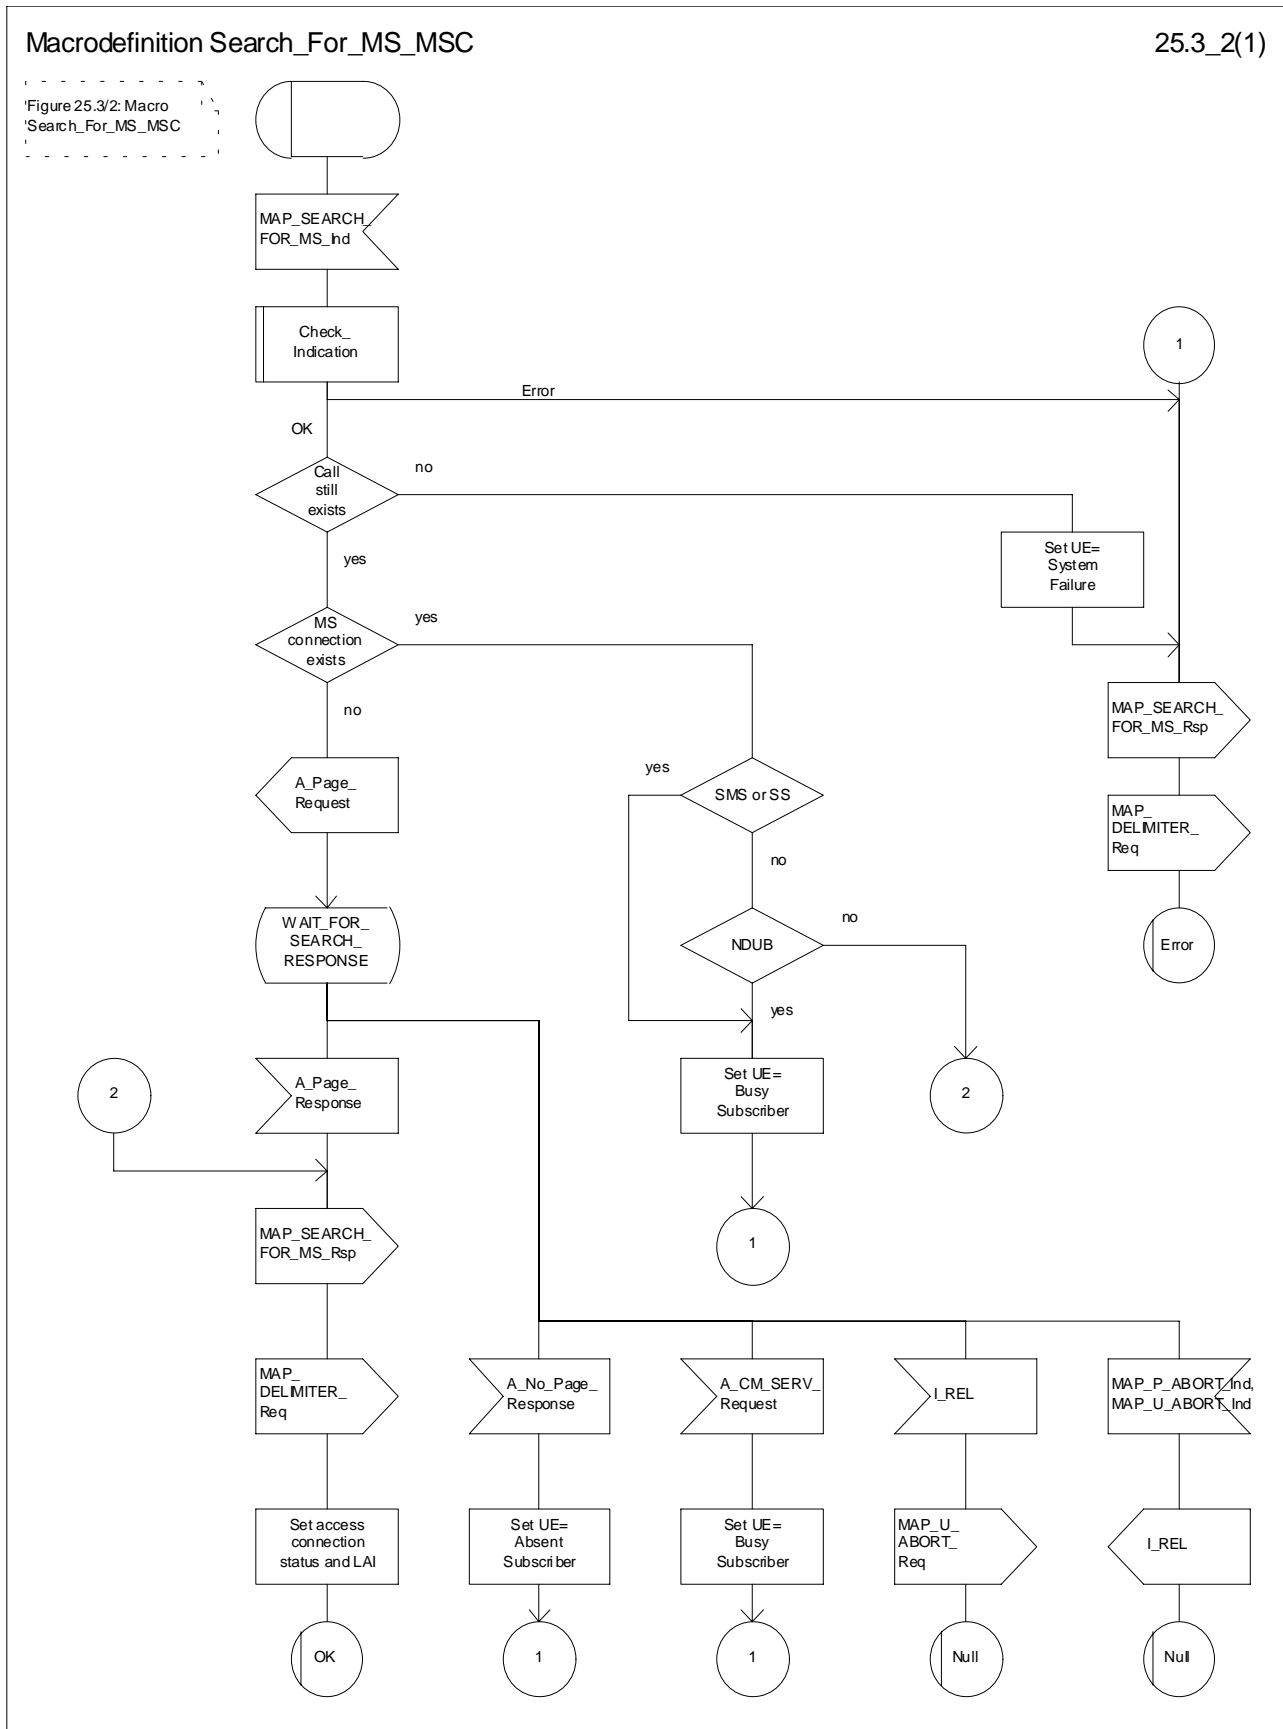 Macrodefinition Search_For_MS_MSC
25.3_2(1)
Figure 25.3/2: Macro
Search_For_MS_MSC
MAP_SEARCH_
FOR_MS_Ind
Check_
Indication
1
Error
OK
Call
still
exists
no
Set UE=
System
Failure
yes
MS
connection
exists
yes
no
MAP_SEARCH_
FOR_MS_Rsp
A_Page_
Request
yes
SMS or SS
MAP_
DELIMITER_
Req
no
WAIT_FOR_
SEARCH_
RESPONSE
NDUB
no
Error
yes
2
A_Page_
Response
Set UE=
Busy
Subscriber
2
MAP_SEARCH_
FOR_MS_Rsp
1
MAP_
DELIMITER_
Req
A_No_Page_
Response
A_CM_SERV_
Request
I_REL
MAP_P_ABORT_Ind,
MAP_U_ABORT_Ind
Set access
connection
status and LAI
Set UE=
Absent
Subscriber
Set UE=
Busy
Subscriber
MAP_U_
ABORT_
Req
I_REL
OK
1
1
Null
Null